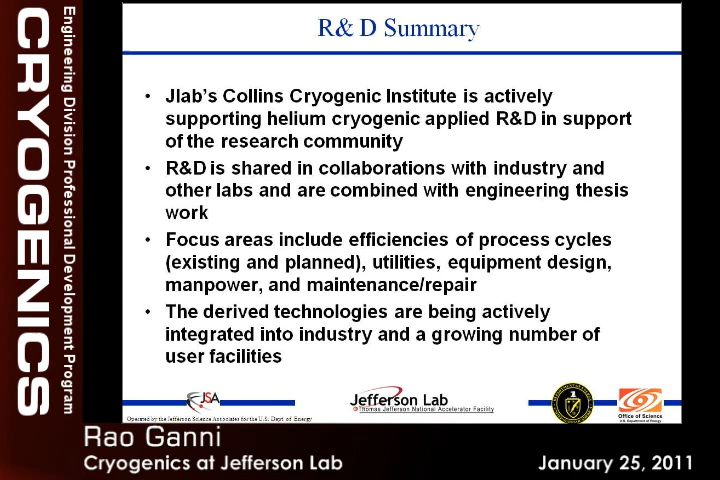 Engineering Division Professional Development Program
CRYOGENICS
R& D Summary
• Jlab's Collins Cryogenic Institute is actively
supporting helium cryogenic applied R&D in support
of the research community
• R&D is shared in collaborations with industry and
other labs and are combined with engineering thesis
work
• Focus areas include efficiencies of process cycles
(existing and planned), utilities, equipment design,
manpower, and maintenance/repair
• The derived technologies are being actively
integrated into industry and a growing number of
user facilities
JSA
Jefferson Lab
Thomas Jefferson National Accelerator Facility
Office of Science
U.S. Department of Energy
Operated by the Jefferson Science Associates for the U.S. Dept. of Energy
Rao Ganni
Cryogenics at Jefferson Lab
January 25, 2011